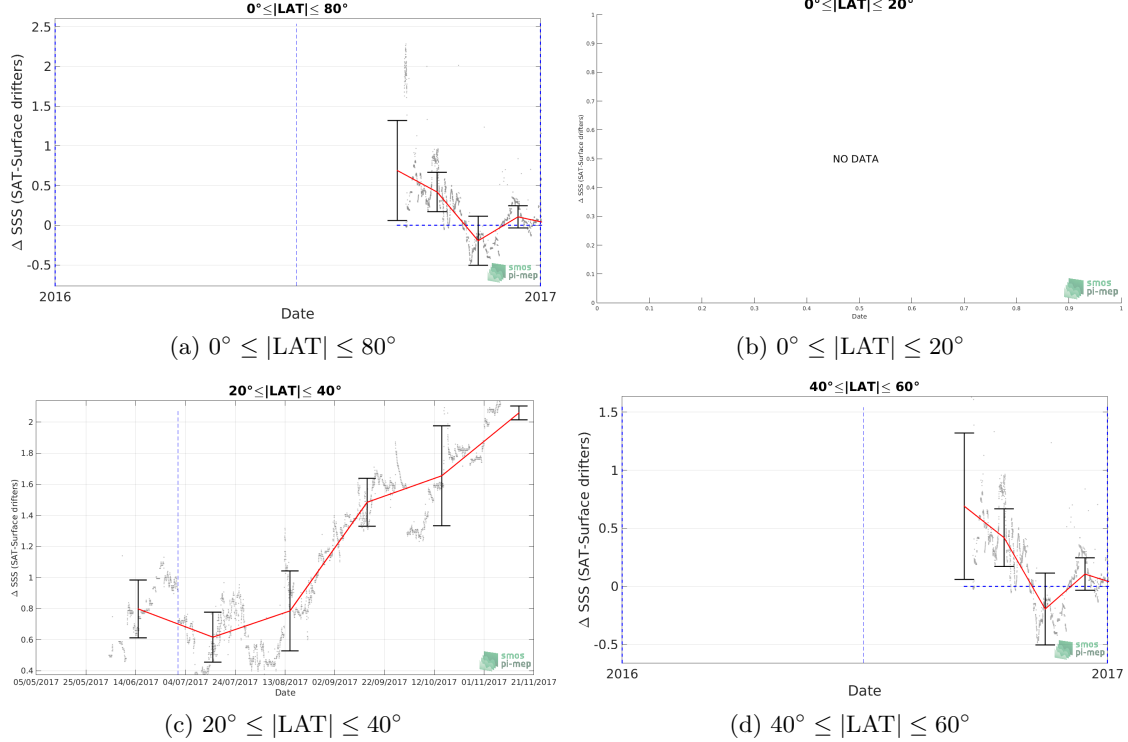 0°≤|LAT|≤ 80°
2.5
2
1.5
1
0.5
0
-0.5
Δ SSS (SAT-Surface drifters)
smos
pi-mep
2016
2017
Date
(a) 0° ≤ |LAT| ≤ 80°
0°≤|LAT|≤ 20°
1
0.9
0.8
0.7
0.6
0.5
0.4
0.3
0.2
0.1
0
Δ SSS (SAT-Surface drifters)
NO DATA
smos
pi-mep
0 0.1 0.2 0.3 0.4 0.5 0.6 0.7 0.8 0.9 1
Date
(b) 0° ≤ |LAT| ≤ 20°
20°≤|LAT|≤ 40°
2
1.8
1.6
1.4
1.2
1
0.8
0.6
0.4
Δ SSS (SAT-Surface drifters)
smos
pi-mep
05/05/2017 25/05/2017 14/06/2017 04/07/2017 24/07/2017 13/08/2017 02/09/2017 22/09/2017 12/10/2017 01/11/2017 21/11/2017
Date
(c) 20° ≤ |LAT| ≤ 40°
40°≤|LAT|≤ 60°
1.5
1
0.5
0
-0.5
Δ SSS (SAT-Surface drifters)
smos
pi-mep
2016
2017
Date
(d) 40° ≤ |LAT| ≤ 60°